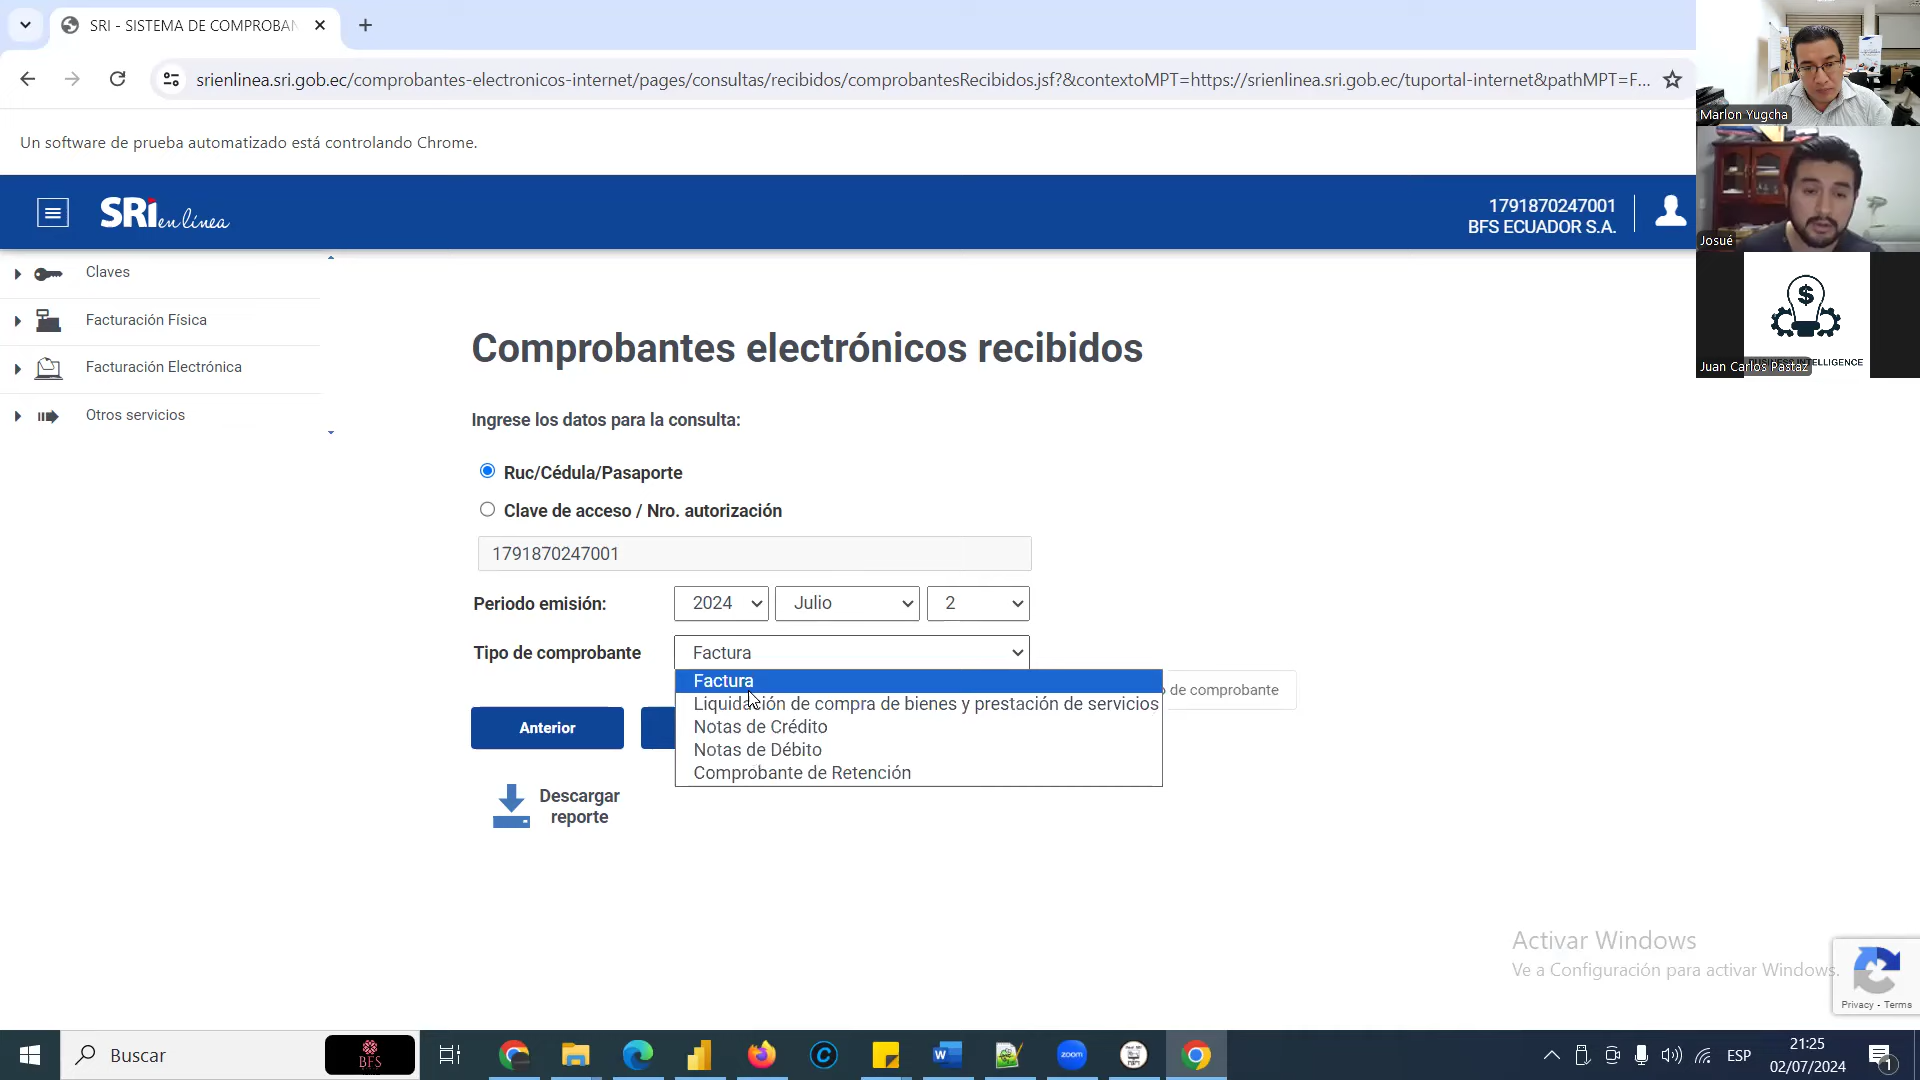 SRI - SISTEMA DE COMPROBAN
srienlinea.sri.gob.ec/comprobantes-electronicos-internet/pages/consultas/recibidos/comprobantesRecibidos.jsf?&contextoMPT=https://srienlinea.sri.gob.ec/tuportal-internet&pathMPT=F...
Marlon Yugcha
Un software de prueba automatizado está controlando Chrome.
SRi en línea
1791870247001
BFS ECUADOR S.A.
Josué
Claves
Facturación Física
Facturación Electrónica
Otros servicios
BUSINESS INTELLIGENCE
Juan Carlos Pastaz
Comprobantes electrónicos recibidos
Ingrese los datos para la consulta:
Ruc/Cédula/Pasaporte
Clave de acceso / Nro. autorización
1791870247001
Periodo emisión:
2024
Julio
2
Tipo de comprobante
Factura
Factura
Liquidación de compra de bienes y prestación de servicios
Notas de Crédito
Notas de Débito
Comprobante de Retención
de comprobante
Anterior
Descargar
reporte
Activar Windows
Ve a Configuración para activar Windows.
Privacy - Terms
Buscar
BFS
zoom
ESP
21:25
02/07/2024
1